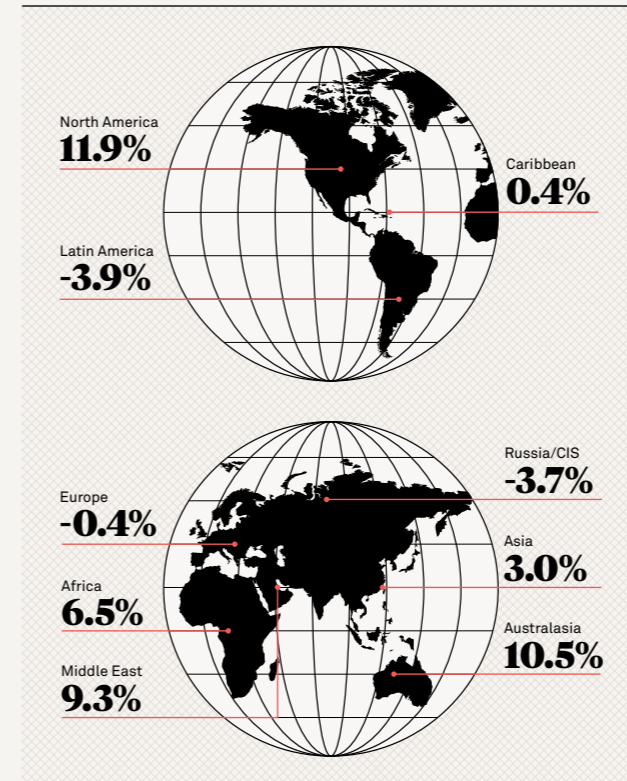 North America
11.9%
Caribbean
0.4%
Latin America
-3.9%
Russia/CIS
-3.7%
Europe
-0.4%
Asia
3.0%
Africa
6.5%
Australasia
10.5%
Middle East
9.3%